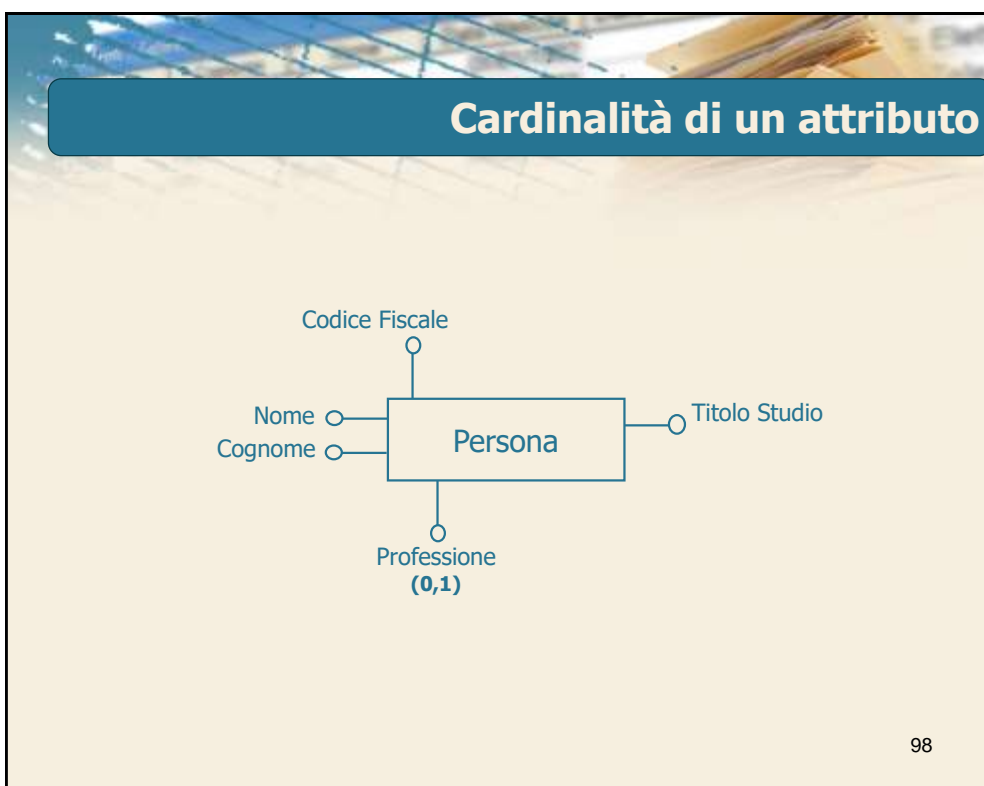 Cardinalità di un attributo
Codice Fiscale
Nome
Cognome
Persona
Titolo Studio
Professione
(0,1)
98